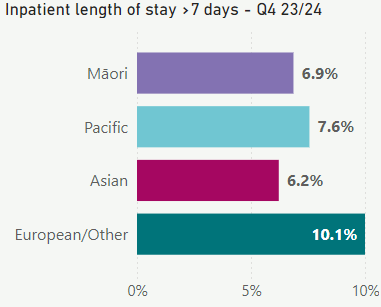 Inpatient length of stay >7 days - Q4 23/24
Māori 6.9%
Pacific 7.6%
Asian 6.2%
European/Other 10.1%
0% 5% 10%